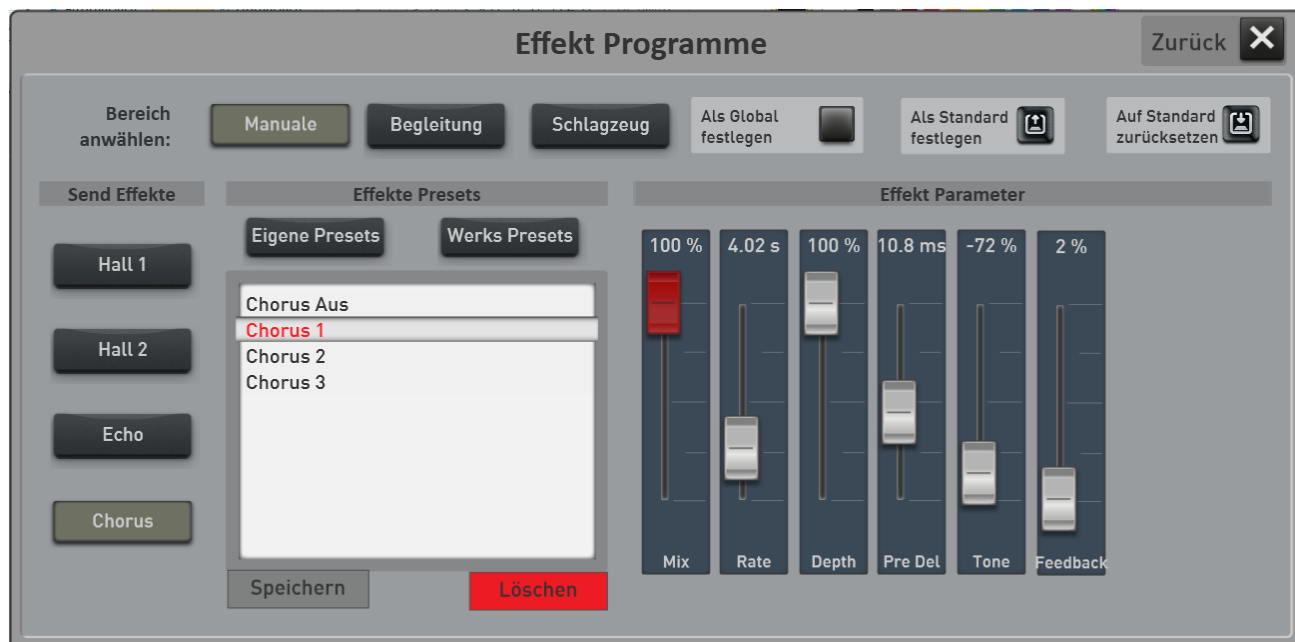 Effekt Programme
Zurück
Bereich
anwählen:
Manuale
Begleitung
Schlagzeug
Als Global
festlegen
Als Standard
festlegen
Auf Standard
zurücksetzen
Send Effekte
Effekte Presets
Effekt Parameter
Hall 1
Hall 2
Echo
Chorus
Eigene Presets
Werks Presets
Chorus Aus
Chorus 1
Chorus 2
Chorus 3
Speichern
Löschen
100 %
4.02 s
100 %
10.8 ms
-72 %
2 %
Mix
Rate
Depth
Pre Del
Tone
Feedback